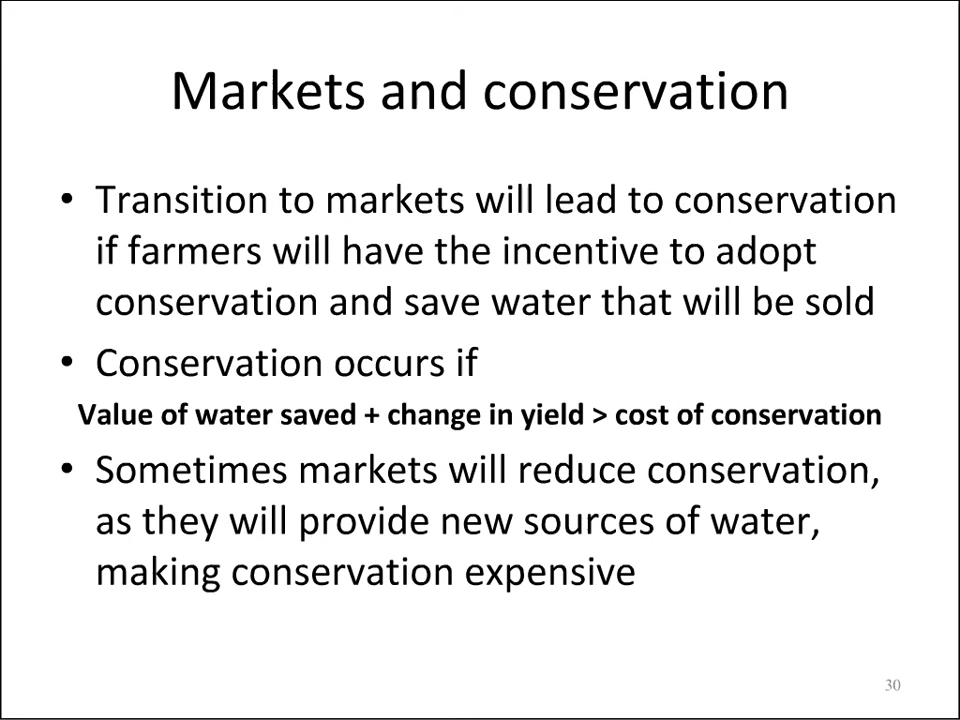 Markets and conservation
• Transition to markets will lead to conservation
if farmers will have the incentive to adopt
conservation and save water that will be sold
• Conservation occurs if
Value of water saved + change in yield > cost of conservation
• Sometimes markets will reduce conservation,
as they will provide new sources of water,
making conservation expensive
30